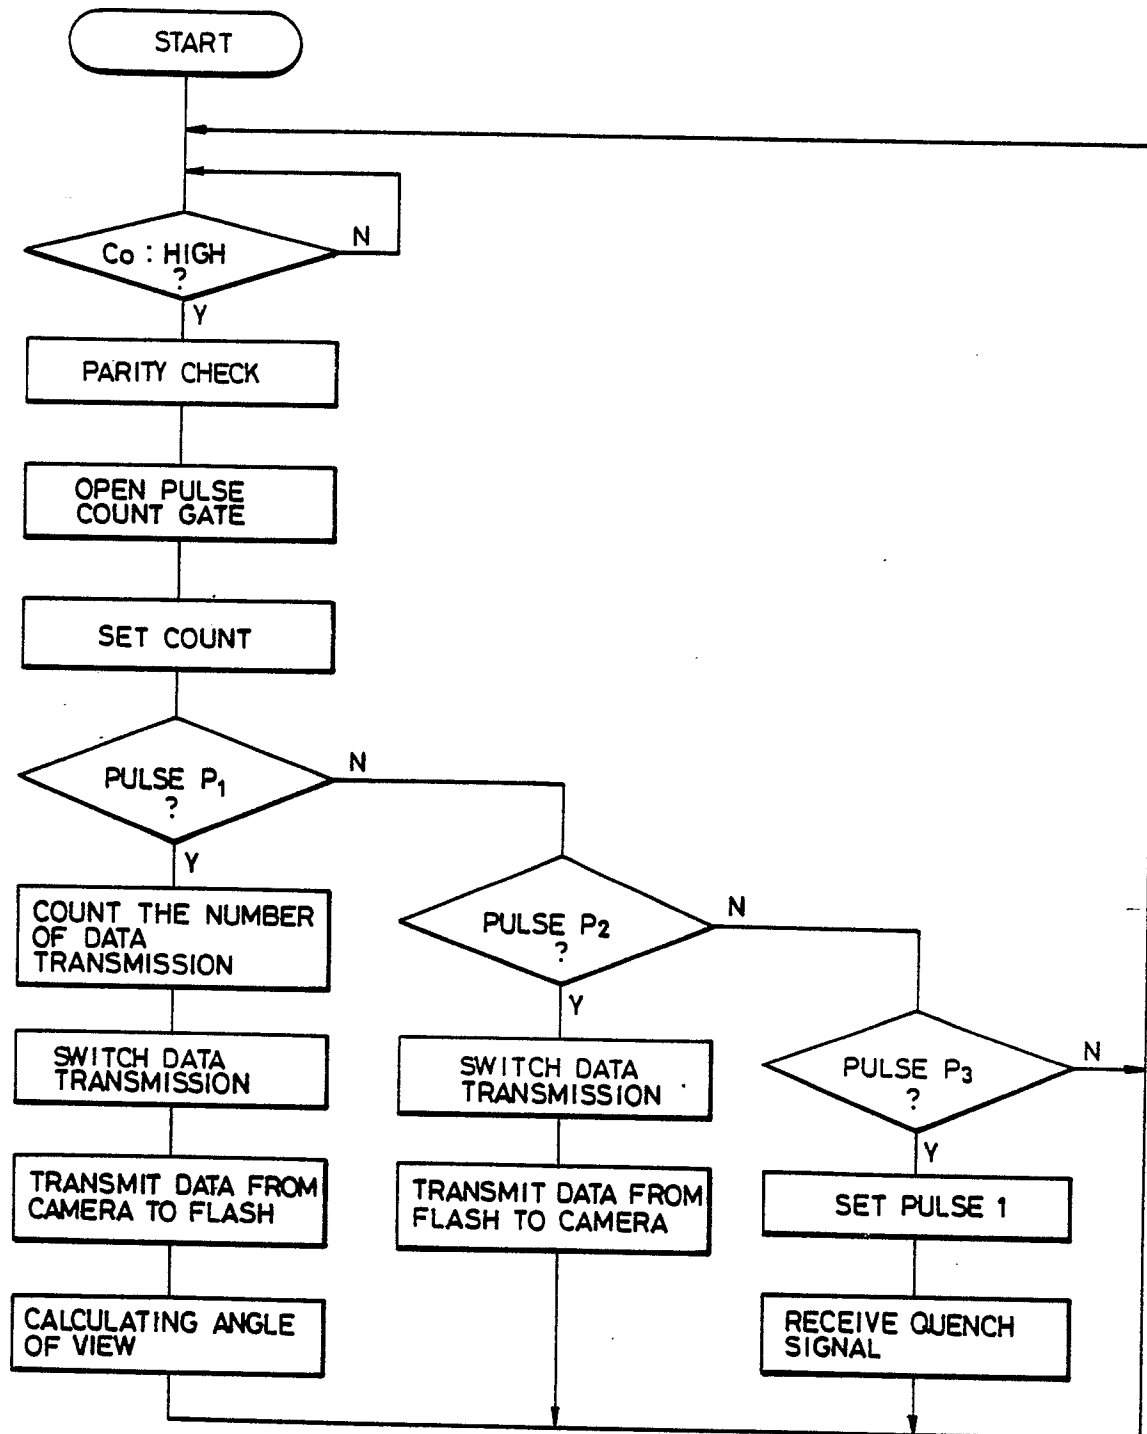 START
Co : HIGH
?
N
Y
PARITY CHECK
OPEN PULSE
COUNT GATE
SET COUNT
PULSE P1
?
N
Y
COUNT THE NUMBER
OF DATA
TRANSMISSION
SWITCH DATA
TRANSMISSION
TRANSMIT DATA FROM
CAMERA TO FLASH
CALCULATING ANGLE
OF VIEW
PULSE P2
?
N
Y
SWITCH DATA
TRANSMISSION
TRANSMIT DATA FROM
FLASH TO CAMERA
PULSE P3
?
N
Y
SET PULSE 1
RECEIVE QUENCH
SIGNAL